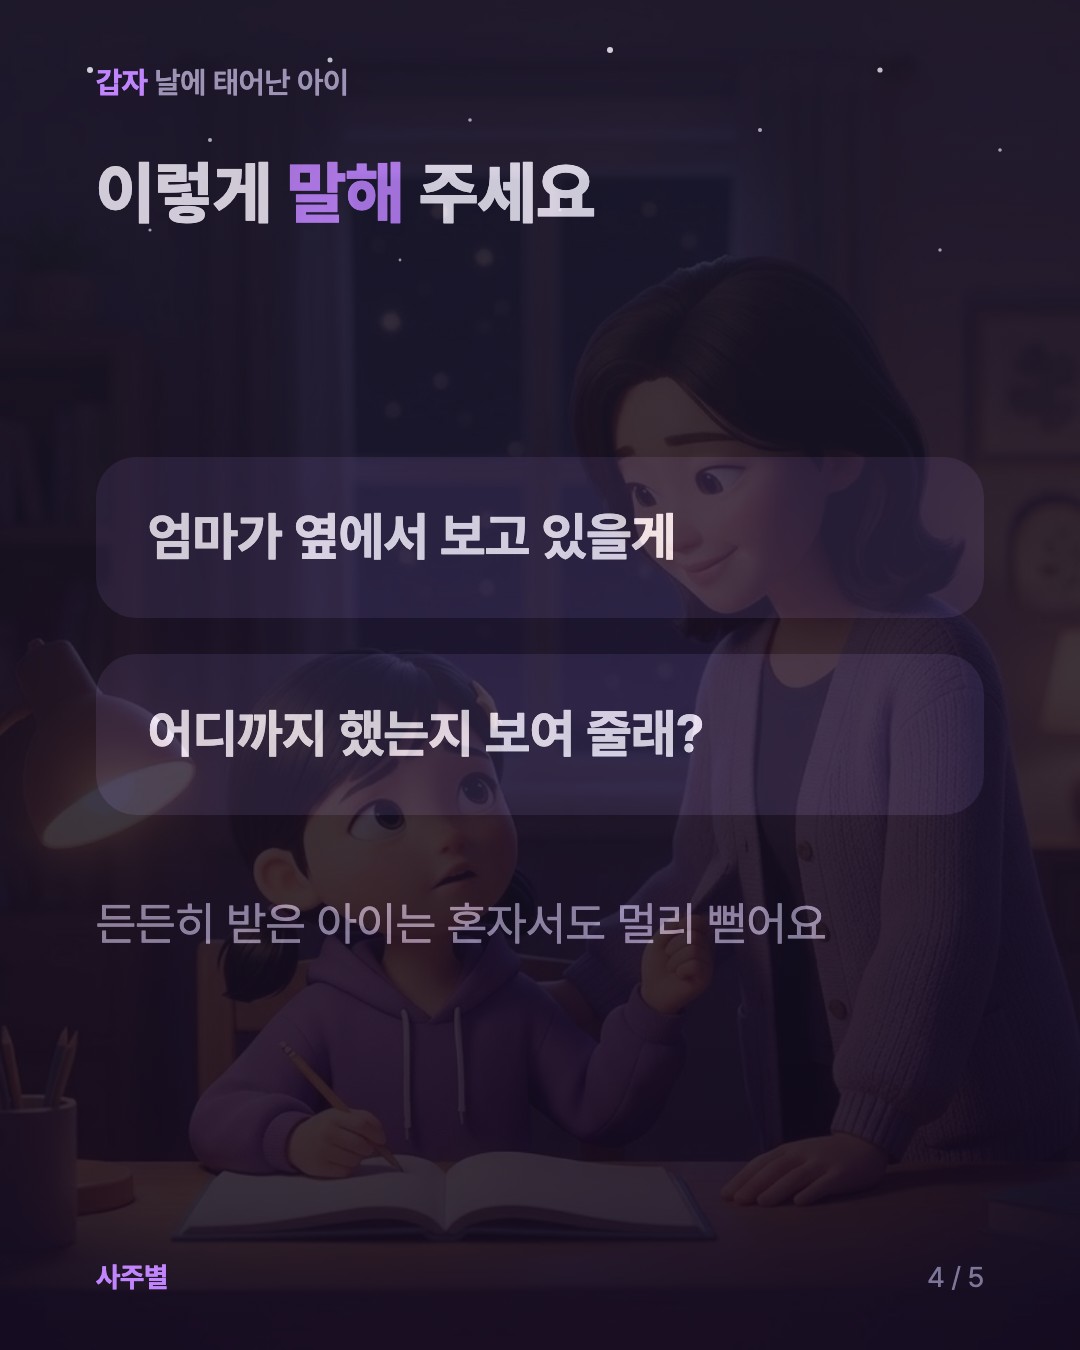 갑자 날에 태어난 아이
이렇게 말해 주세요
엄마가 옆에서 보고 있을게
어디까지 했는지 보여 줄래?
든든히 받은 아이는 혼자서도 멀리 뻗어요
사주별
4 / 5